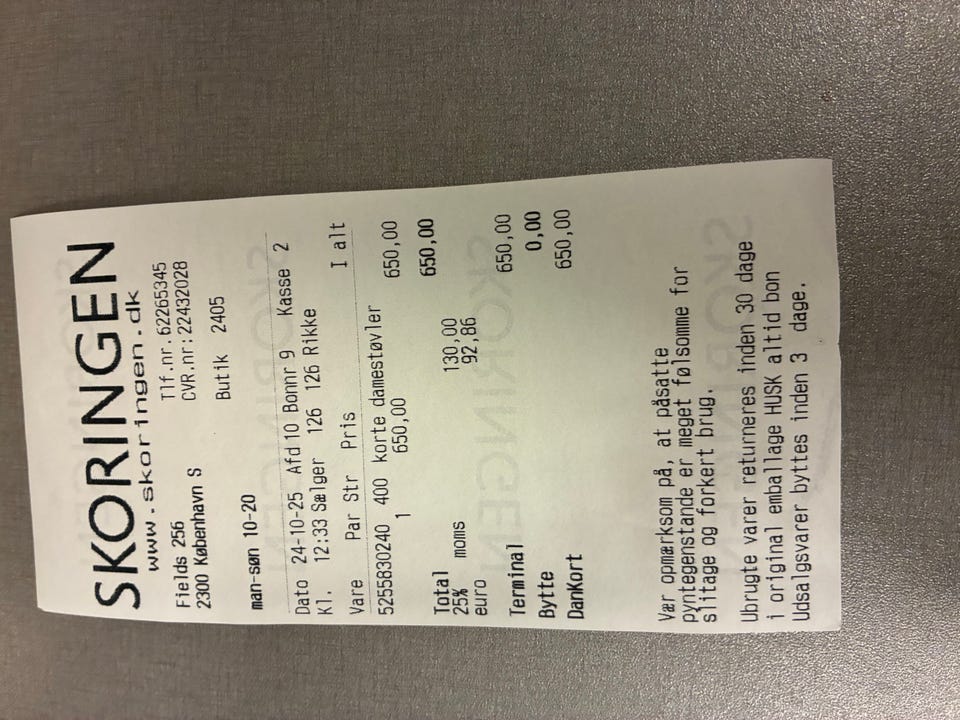 SKORINGEN
www.skoringen.dk
Fields 256 Tlf.nr.62265345
2300 København S CVR.nr:22432028
Butik 2405
man-søn 10-20
Dato 24-10-25 Afd 10 Bonnr 9 Kasse 2
Kl. 12:33 Sælger 126 126 Rikke
Vare Par Str Pris I alt
5255830240 400 korte damestøvler
1 650,00 650,00
Total 650,00
25% moms 130,00
euro 92,86
Terminal 650,00
Bytte 0,00
DanKort 650,00
Vær opmærksom på, at påsatte
pyntegenstande er meget følsomme for
slitage og forkert brug.
Ubrugte varer returneres inden 30 dage
i original emballage HUSK altid bon
Udsalgsvarer byttes inden 3 dage.